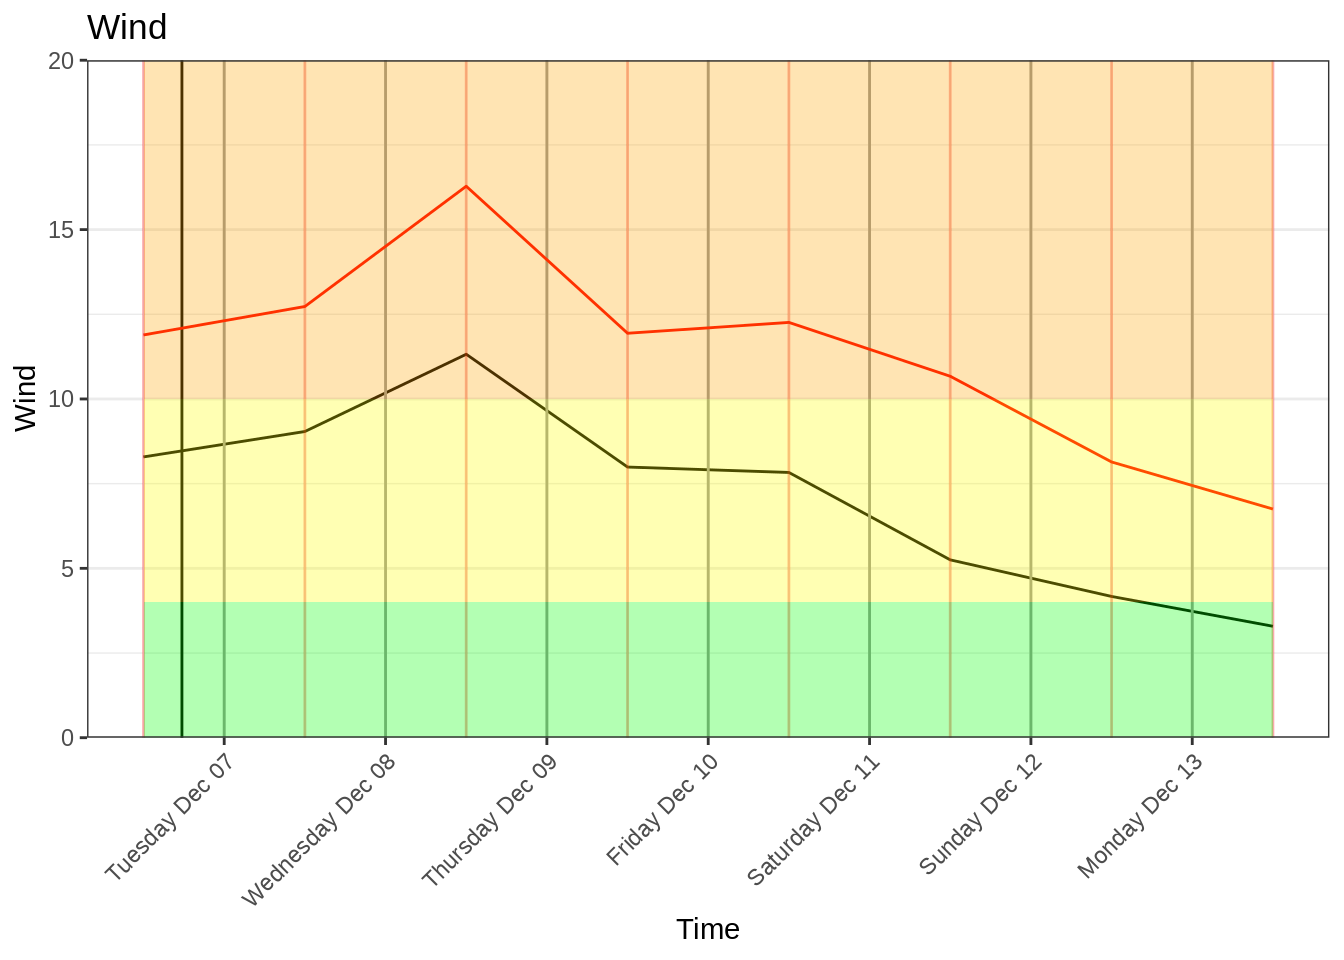 Wind
20
15
10
5
0
Wind
Tuesday Dec 07
Wednesday Dec 08
Thursday Dec 09
Friday Dec 10
Saturday Dec 11
Sunday Dec 12
Monday Dec 13
Time